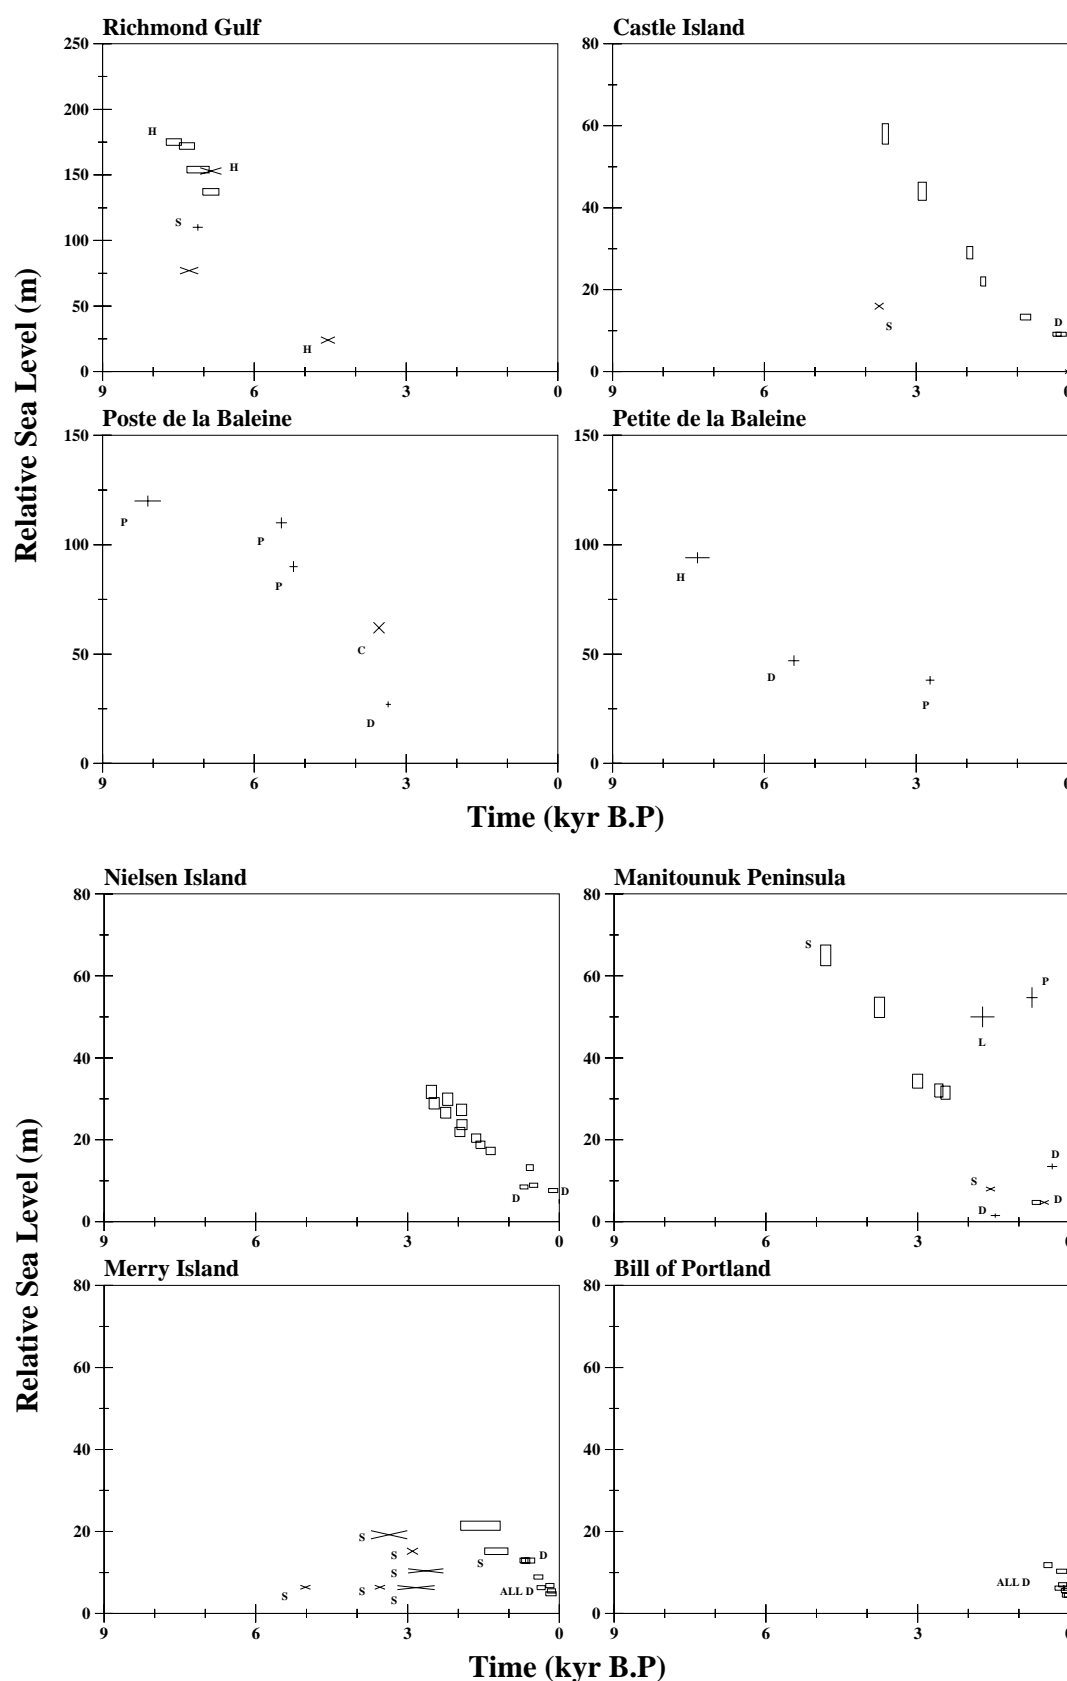 Richmond Gulf
250
200
150
100
50
0
9
6
3
0
H
H
S
H
Castle Island
80
60
40
20
0
9
6
3
S
D
Relative Sea Level (m)
Poste de la Baleine
150
100
50
0
9
6
3
0
P
P
P
C
D
Petite de la Baleine
150
100
50
0
9
6
3
H
D
P
Time (kyr B.P)
Nielsen Island
80
60
40
20
0
9
6
3
0
D
D
Manitounuk Peninsula
80
60
40
20
0
9
6
3
S
P
L
D
S
D
D
Relative Sea Level (m)
Merry Island
80
60
40
20
0
9
6
3
0
S
S
S
S
S
S
S
D
ALL D
Bill of Portland
80
60
40
20
0
9
6
3
ALL D
Time (kyr B.P)